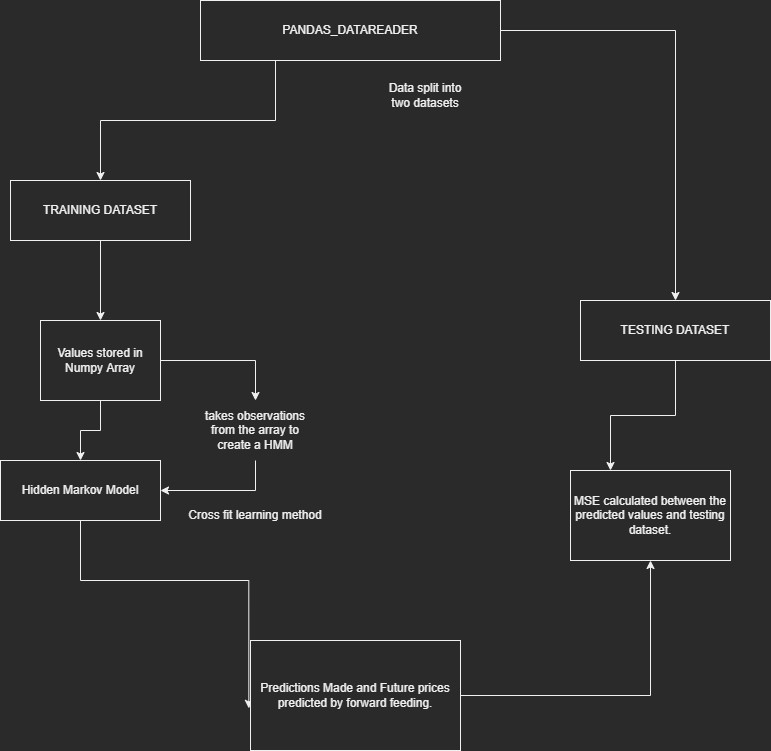 PANDAS_DATAREADER
Data split into
two datasets
TRAINING DATASET
TESTING DATASET
Values stored in
Numpy Array
takes observations
from the array to
create a HMM
Hidden Markov Model
Cross fit learning method
MSE calculated between the
predicted values and testing
dataset.
Predictions Made and Future prices
predicted by forward feeding.